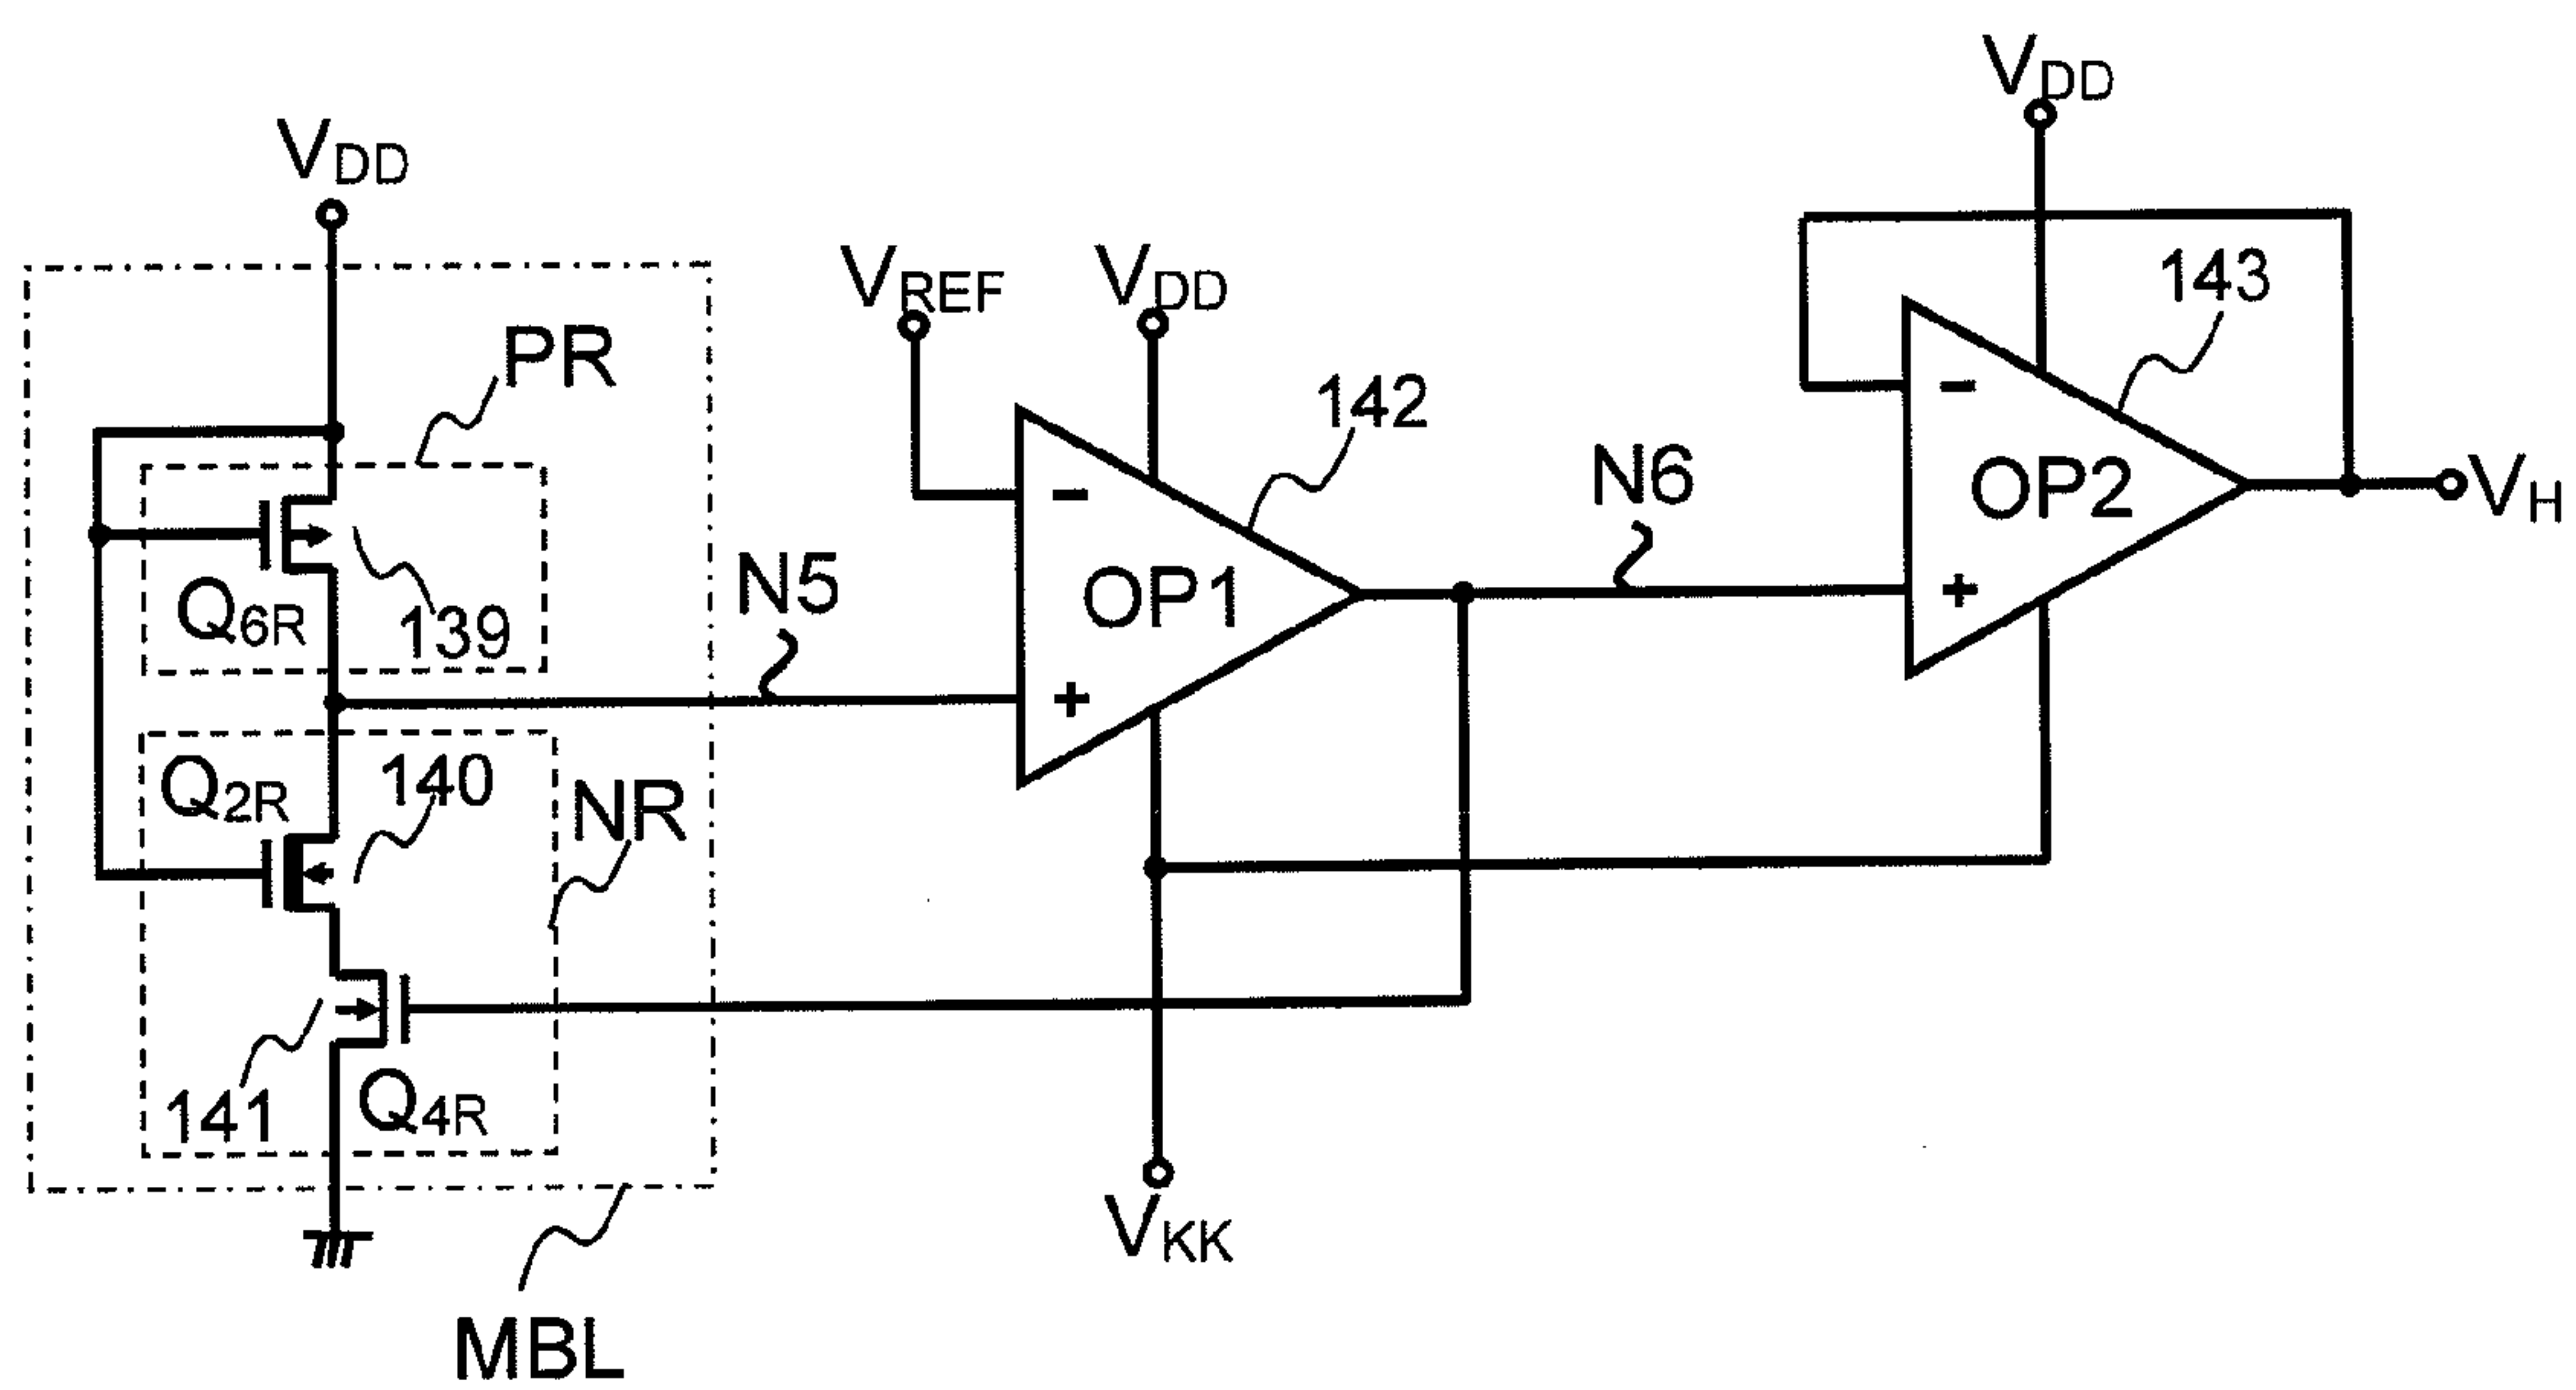 VDD
VDD
VREF
VDD
143
PR
142
N6
OP2
VH
Q6R
139
N5
OP1
-
+
-
+
Q2R
140
NR
141
Q4R
VKK
MBL